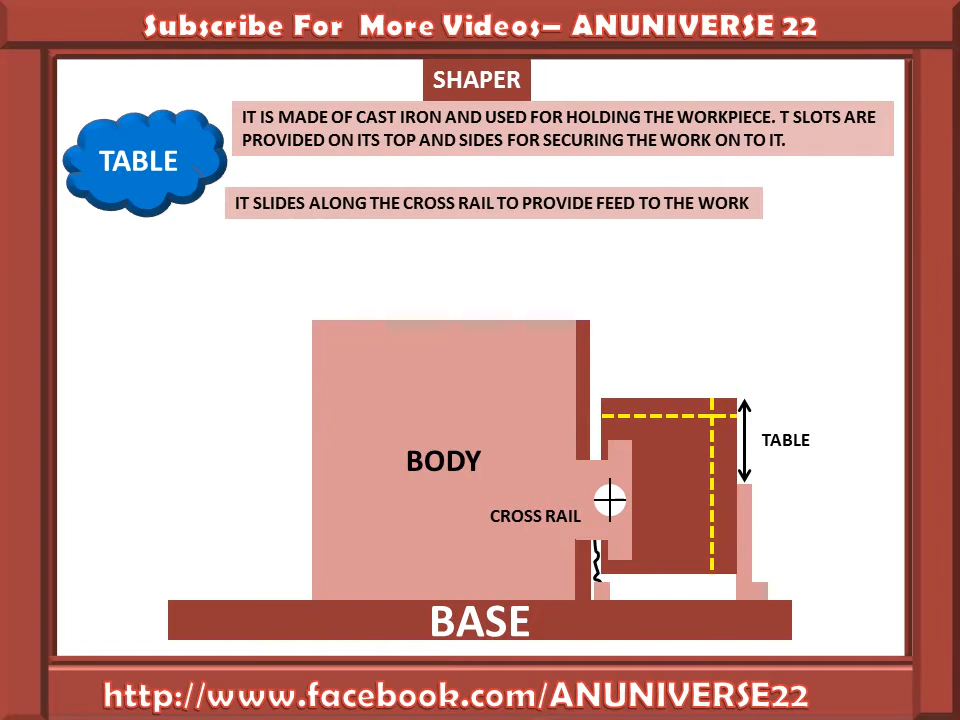 Subscribe For More Videos– ANUNIVERSE 22
SHAPER
TABLE
IT IS MADE OF CAST IRON AND USED FOR HOLDING THE WORKPIECE. T SLOTS ARE
PROVIDED ON ITS TOP AND SIDES FOR SECURING THE WORK ON TO IT.
IT SLIDES ALONG THE CROSS RAIL TO PROVIDE FEED TO THE WORK
TABLE
BODY
CROSS RAIL
BASE
http://www.facebook.com/ANUNIVERSE22